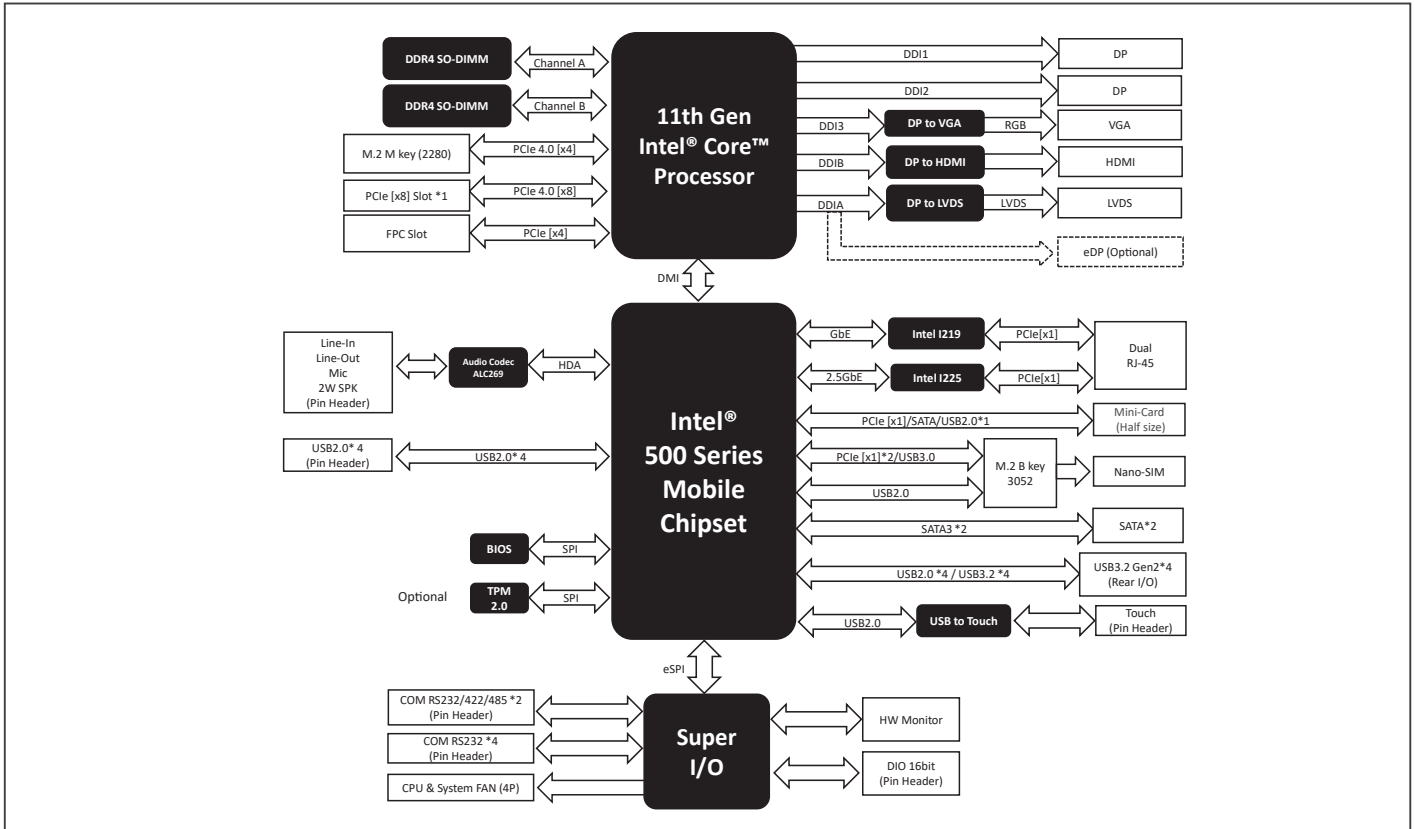 DDR4 SO-DIMM
Channel A
DDR4 SO-DIMM
Channel B
M.2 M key (2280)
PCIe 4.0 [x4]
PCIe [x8] Slot *1
PCIe 4.0 [x8]
FPC Slot
PCIe [x4]
11th Gen
Intel® Core™
Processor
DDI1
DP
DDI2
DP
DDI3
DP to VGA
RGB
VGA
DDIB
DP to HDMI
HDMI
DDIA
DP to LVDS
LVDS
LVDS
eDP (Optional)
DMI
Line-In
Line-Out
Mic
2W SPK
(Pin Header)
Audio Codec
ALC269
HDA
USB2.0* 4
(Pin Header)
USB2.0* 4
BIOS
SPI
Optional
TPM
2.0
SPI
Intel®
500 Series
Mobile
Chipset
GbE
Intel I219
PCIe[x1]
Dual
RJ-45
2.5GbE
Intel I225
PCIe[x1]
PCIe [x1]/SATA/USB2.0*1
Mini-Card
(Half size)
PCIe [x1]*2/USB3.0
M.2 B key
3052
Nano-SIM
USB2.0
SATA3 *2
SATA*2
USB2.0 *4 / USB3.2 *4
USB3.2 Gen2*4
(Rear I/O)
USB2.0
USB to Touch
Touch
(Pin Header)
eSPI
COM RS232/422/485 *2
(Pin Header)
COM RS232 *4
(Pin Header)
CPU & System FAN (4P)
Super
I/O
HW Monitor
DIO 16bit
(Pin Header)